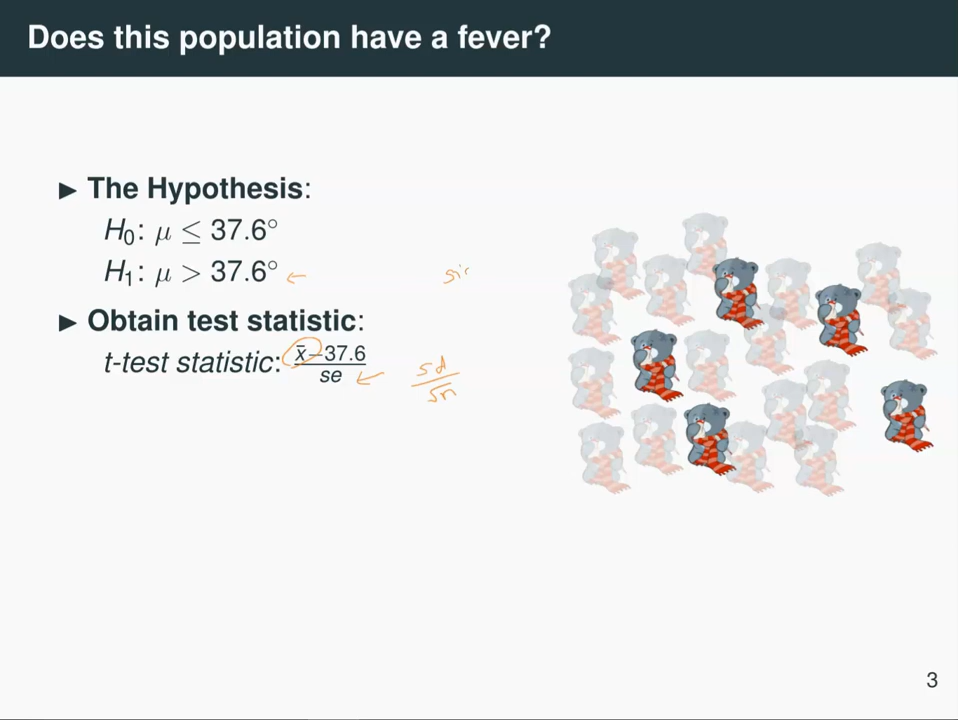 Does this population have a fever?
▶ The Hypothesis:
H₀: μ ≤ 37.6°
H₁: μ > 37.6° ←
▶ Obtain test statistic:
t-test statistic: (x̄ − 37.6) / se ←
sd / √n
3